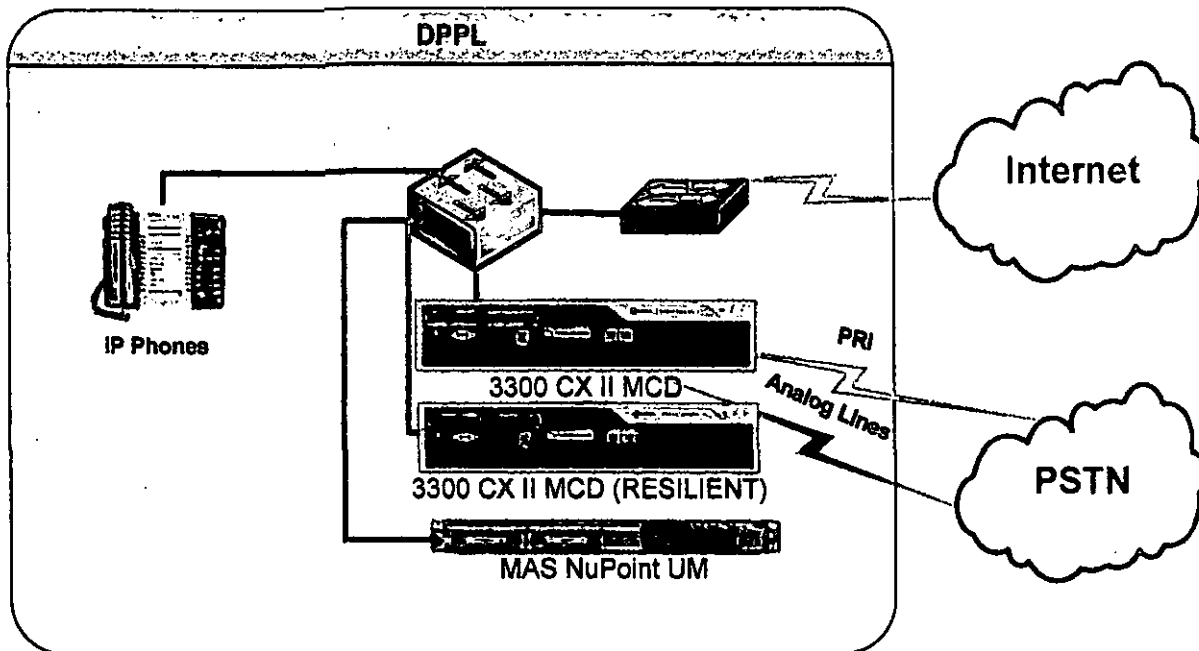 DPPL
Internet
IP Phones
PRI
3300 CX II MCD
Analog Lines
3300 CX II MCD (RESILIENT)
PSTN
MAS NuPoint UM